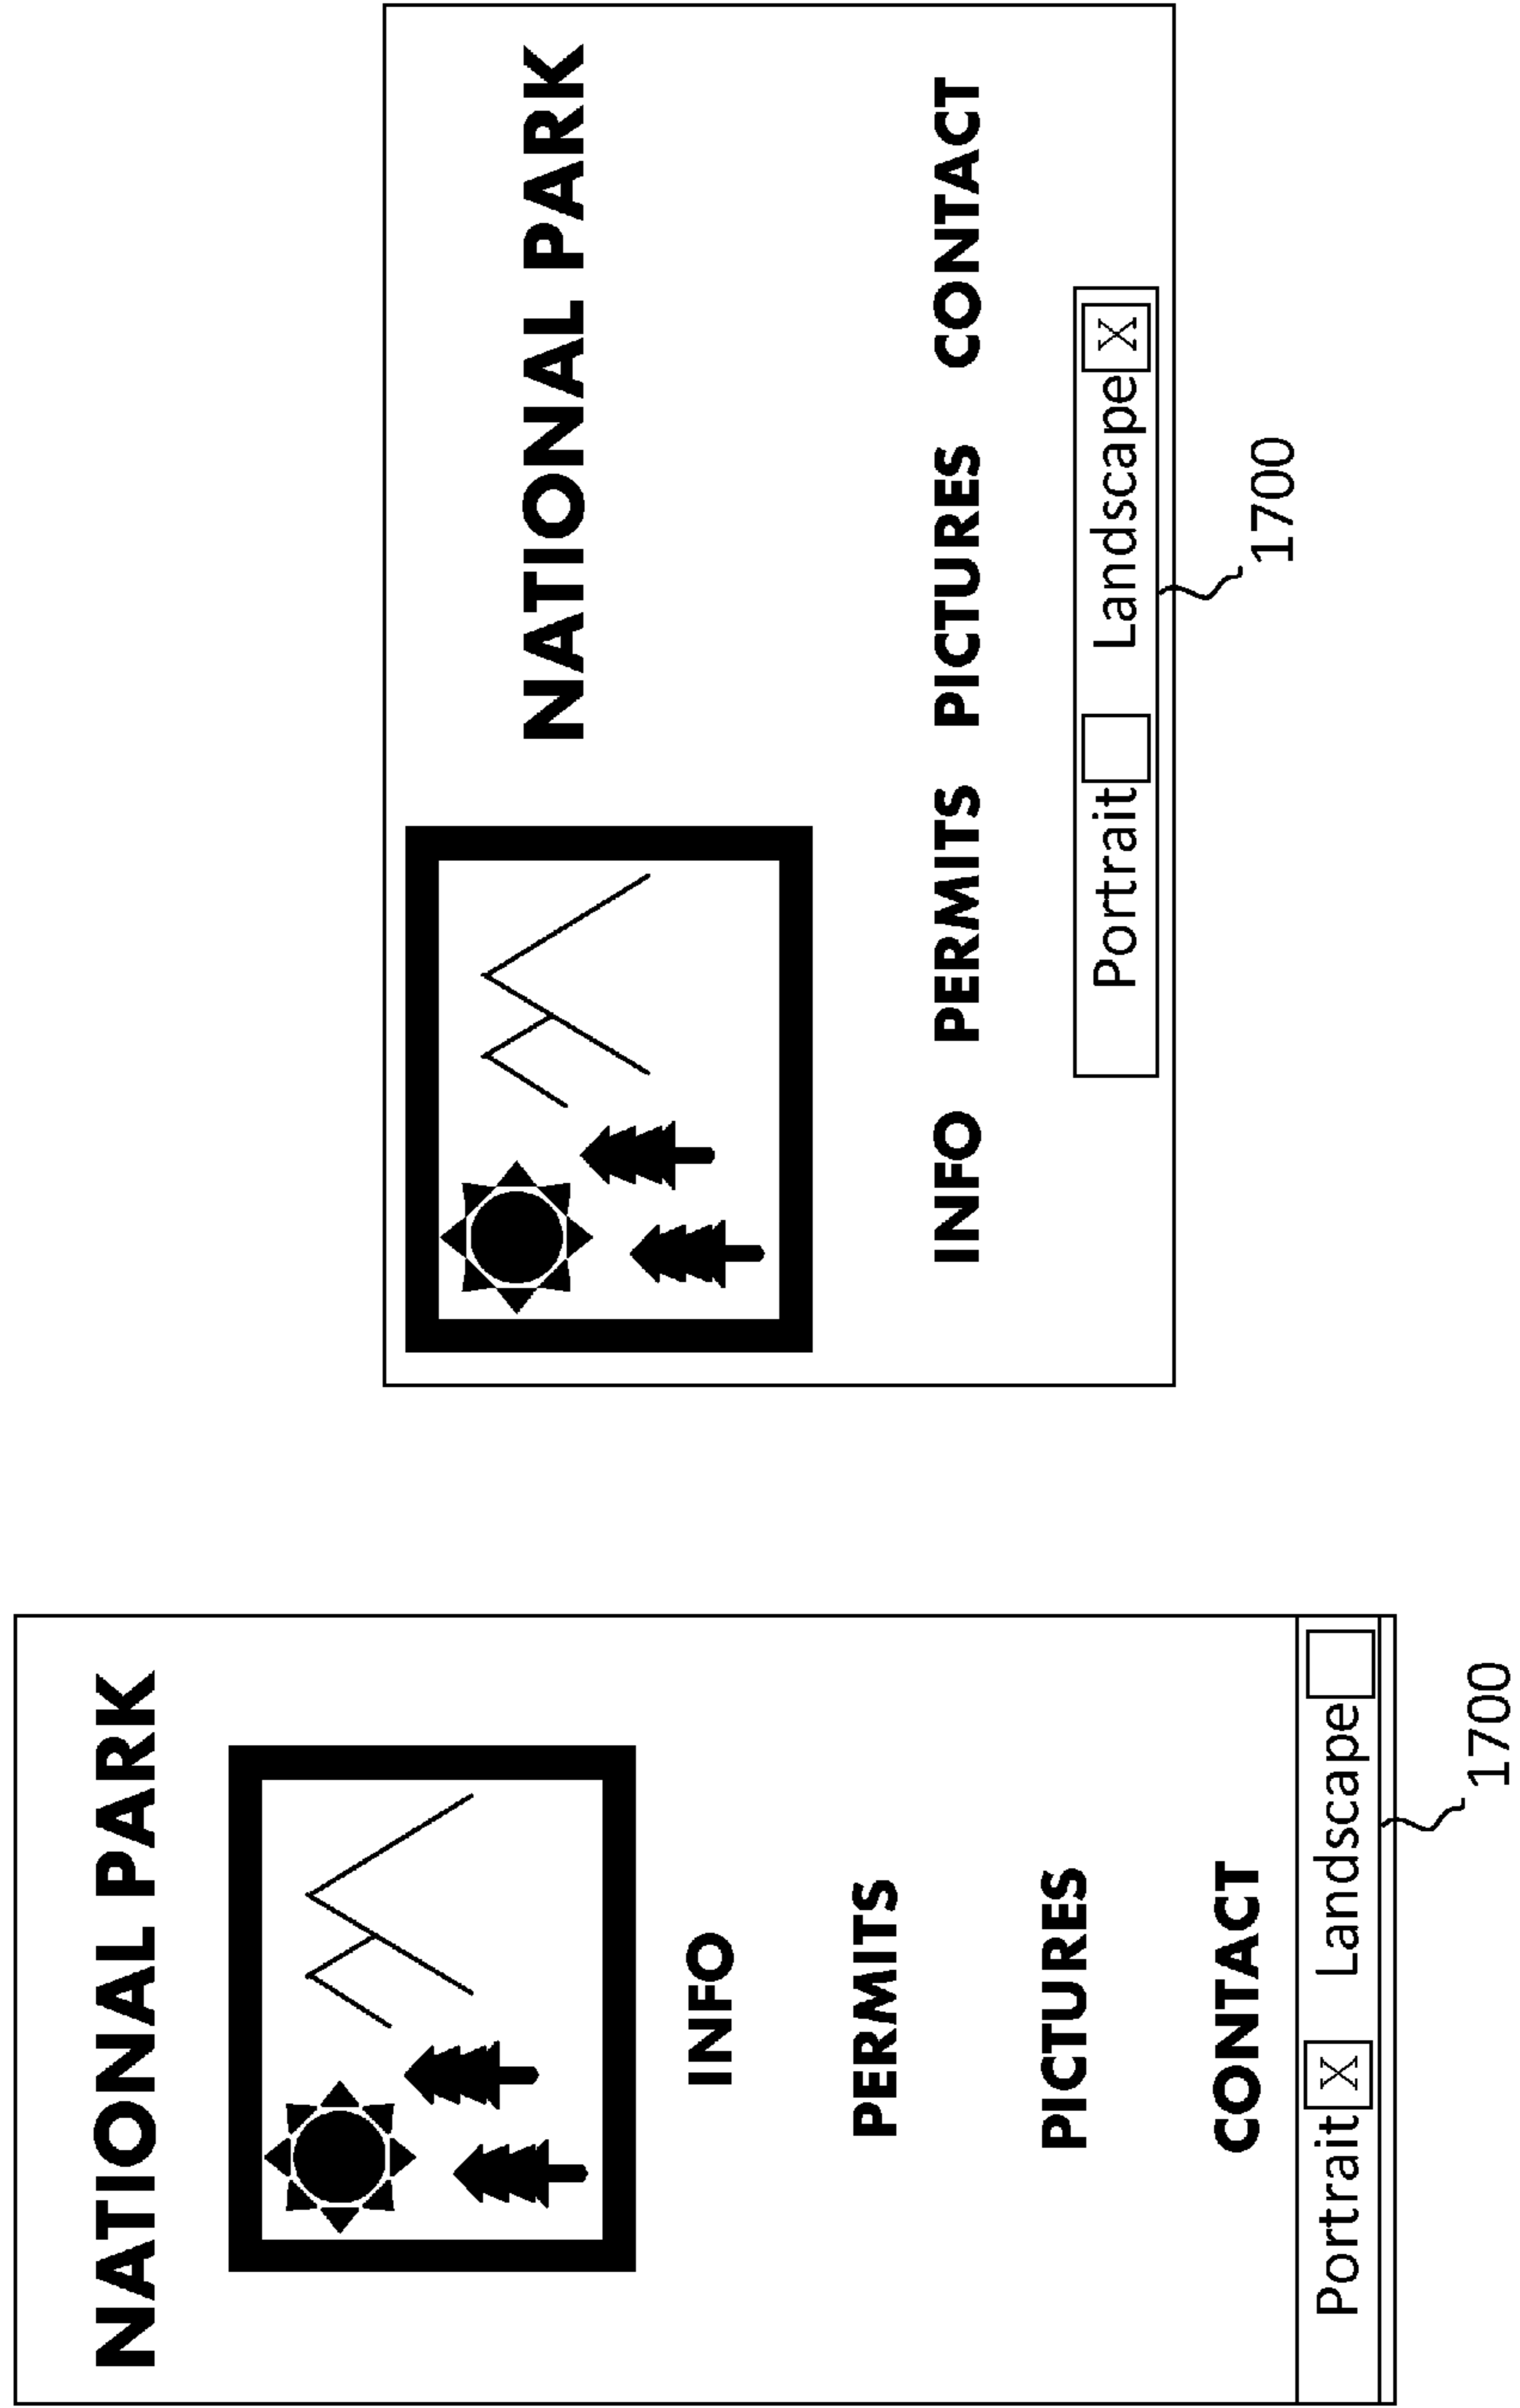 NATIONAL PARK
INFO
PERMITS
PICTURES
CONTACT
Portrait X Landscape
1700
NATIONAL PARK
INFO PERMITS PICTURES CONTACT
Portrait Landscape X
1700